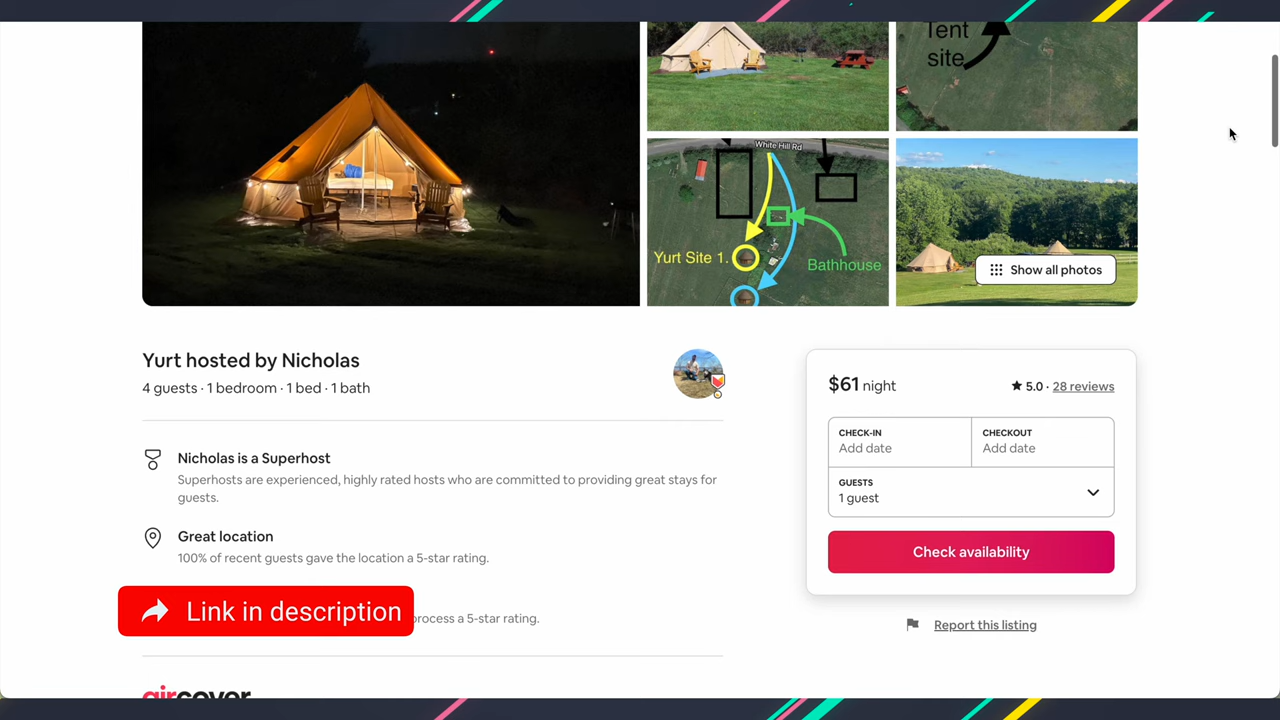 Tent
site
White Hill Rd
Yurt Site 1.
Bathhouse
Show all photos
Yurt hosted by Nicholas
4 guests · 1 bedroom · 1 bed · 1 bath
$61 night
★ 5.0 · 28 reviews
CHECK-IN
Add date
CHECKOUT
Add date
GUESTS
1 guest
Check availability
Report this listing
Nicholas is a Superhost
Superhosts are experienced, highly rated hosts who are committed to providing great stays for
guests.
Great location
100% of recent guests gave the location a 5-star rating.
Link in description
process a 5-star rating.
aircover